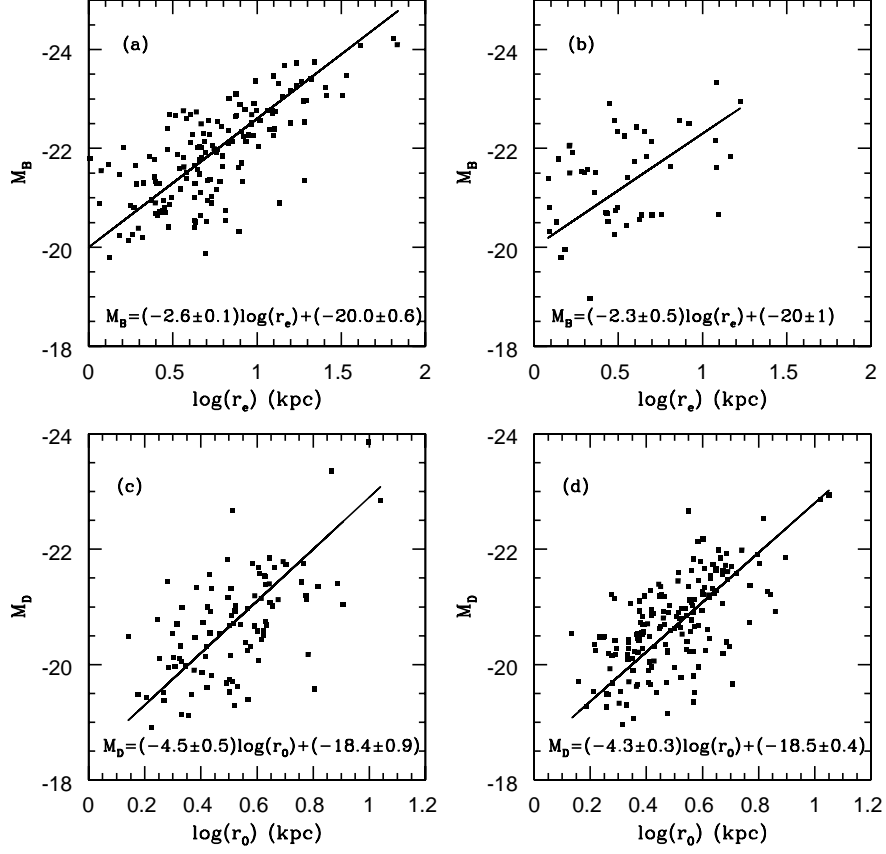 (a)
(b)
-24
-22
-20
-18
M_B
M_B=(-2.6±0.1)log(r_e)+(-20.0±0.6)
0 0.5 1 1.5 2
log(r_e) (kpc)
-24
-22
-20
-18
M_B
M_B=(-2.3±0.5)log(r_e)+(-20±1)
0 0.5 1 1.5 2
log(r_e) (kpc)
(c)
(d)
-24
-22
-20
-18
M_D
M_D=(-4.5±0.5)log(r_0)+(-18.4±0.9)
0 0.2 0.4 0.6 0.8 1 1.2
log(r_0) (kpc)
-24
-22
-20
-18
M_D
M_D=(-4.3±0.3)log(r_0)+(-18.5±0.4)
0 0.2 0.4 0.6 0.8 1 1.2
log(r_0) (kpc)